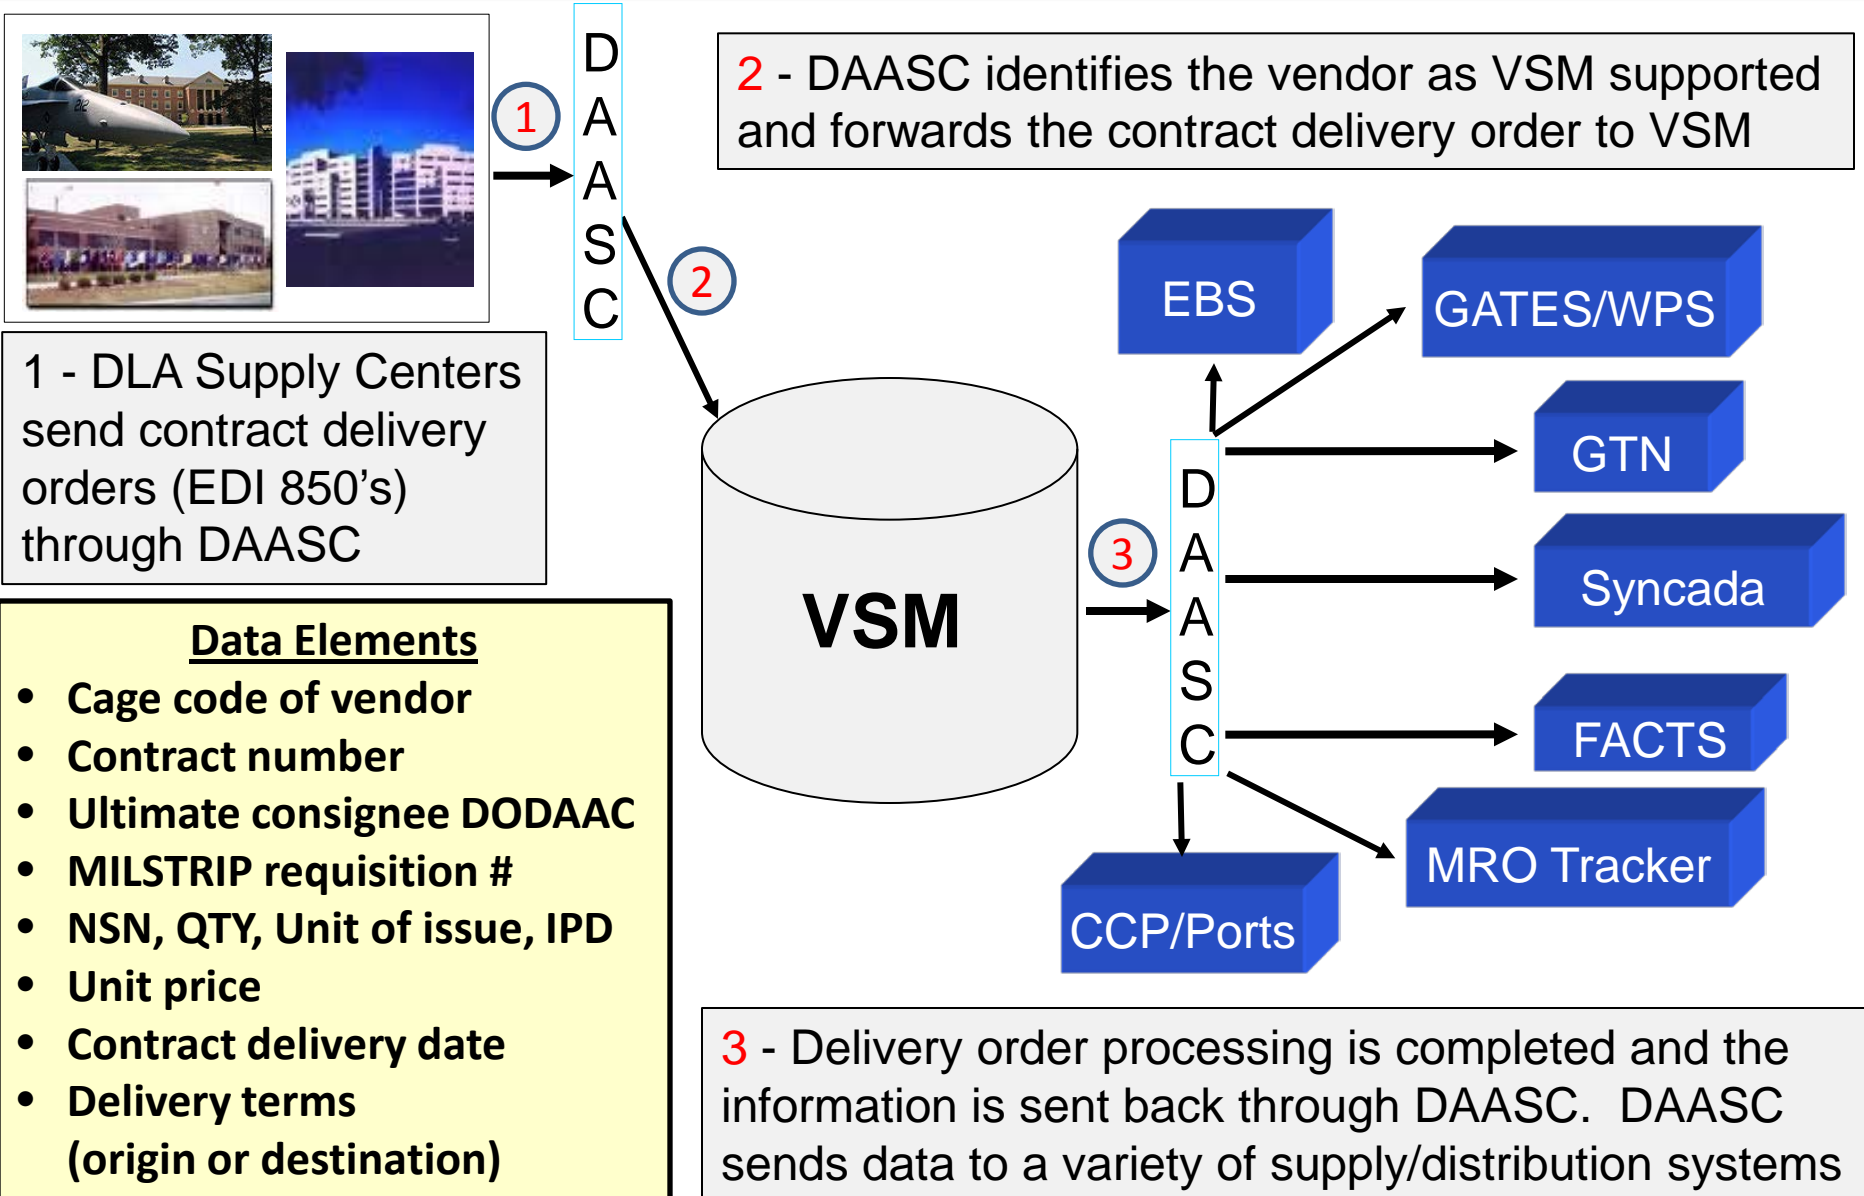 212
1
D
A
A
S
C
2 - DAASC identifies the vendor as VSM supported
and forwards the contract delivery order to VSM
2
1 - DLA Supply Centers
send contract delivery
orders (EDI 850’s)
through DAASC
EBS
GATES/WPS
GTN
Syncada
FACTS
MRO Tracker
CCP/Ports
VSM
3
D
A
A
S
C
Data Elements
• Cage code of vendor
• Contract number
• Ultimate consignee DODAAC
• MILSTRIP requisition #
• NSN, QTY, Unit of issue, IPD
• Unit price
• Contract delivery date
• Delivery terms
(origin or destination)
3 - Delivery order processing is completed and the
information is sent back through DAASC.  DAASC
sends data to a variety of supply/distribution systems